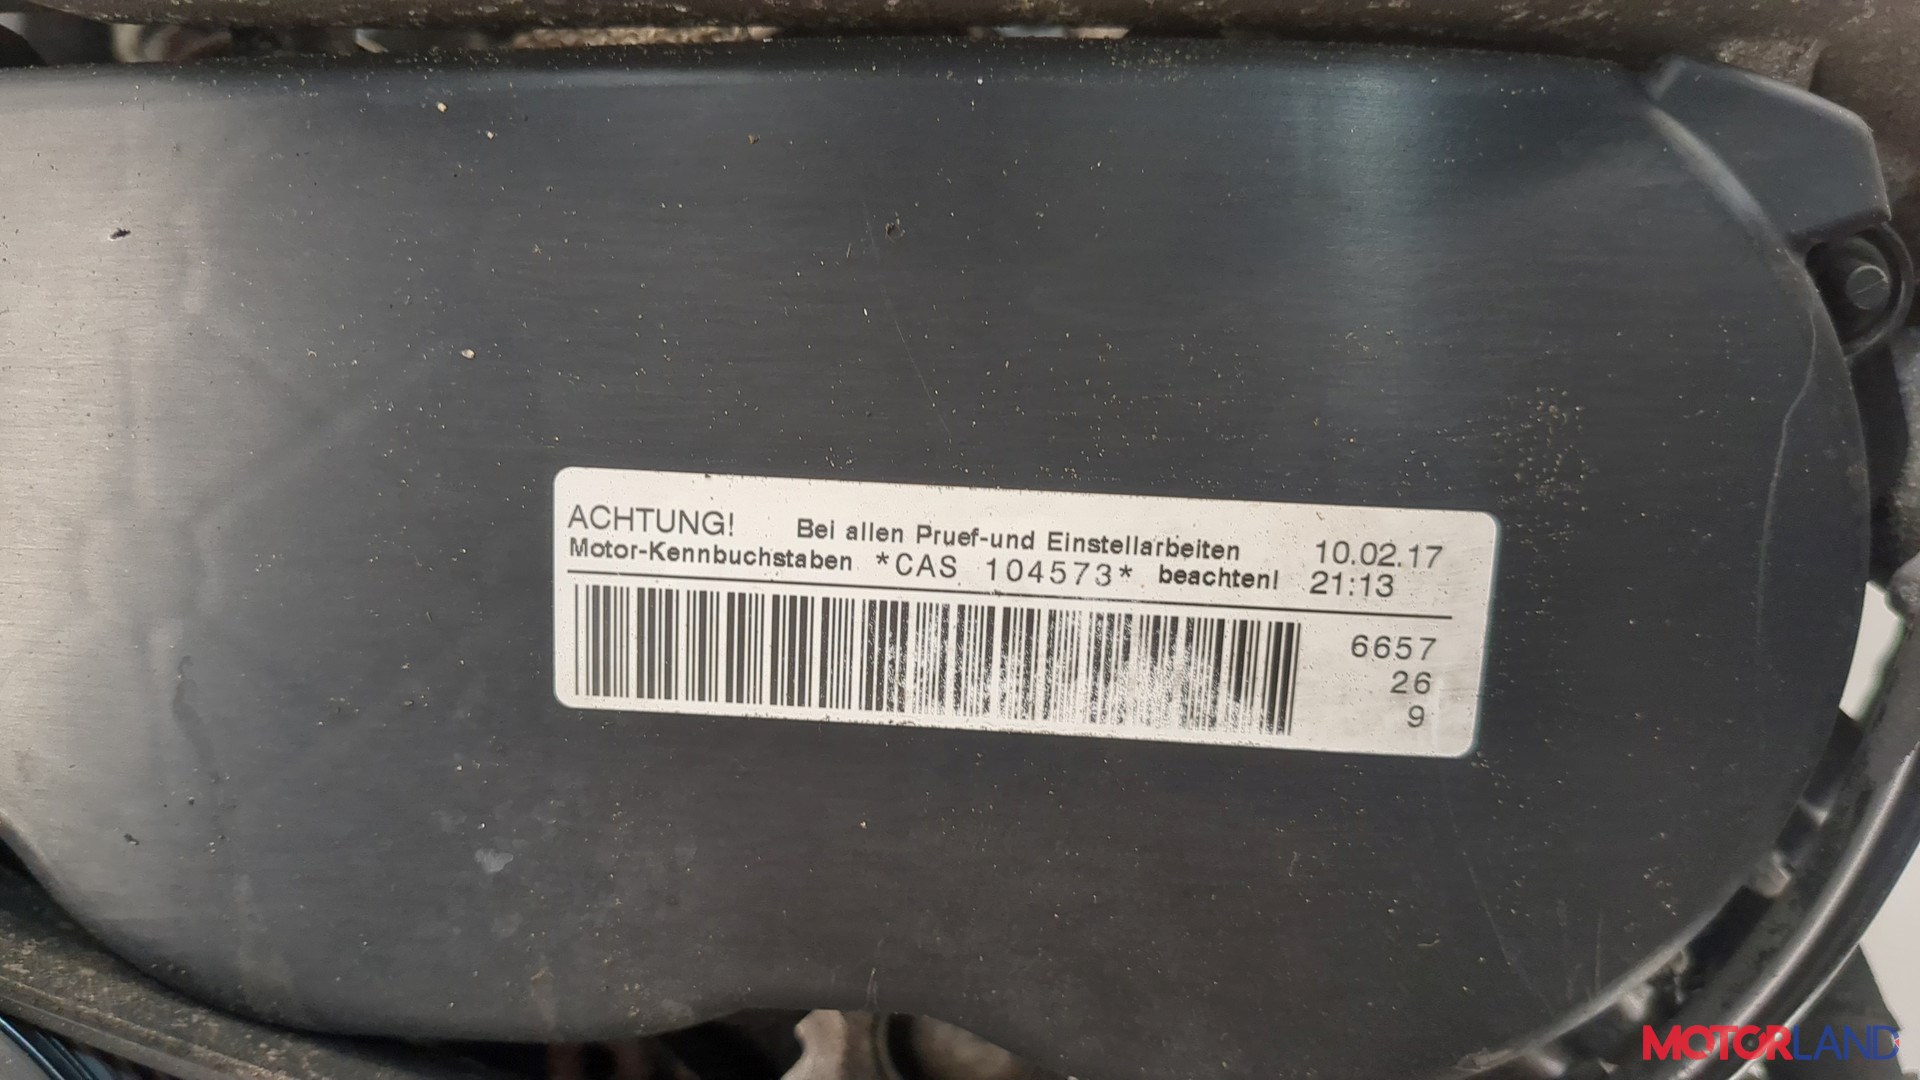 ACHTUNG! Bei allen Pruef-und Einstellarbeiten 10.02.17
Motor-Kennbuchstaben *CAS 104573* beachten! 21:13
6657
26
9
MOTORLAND